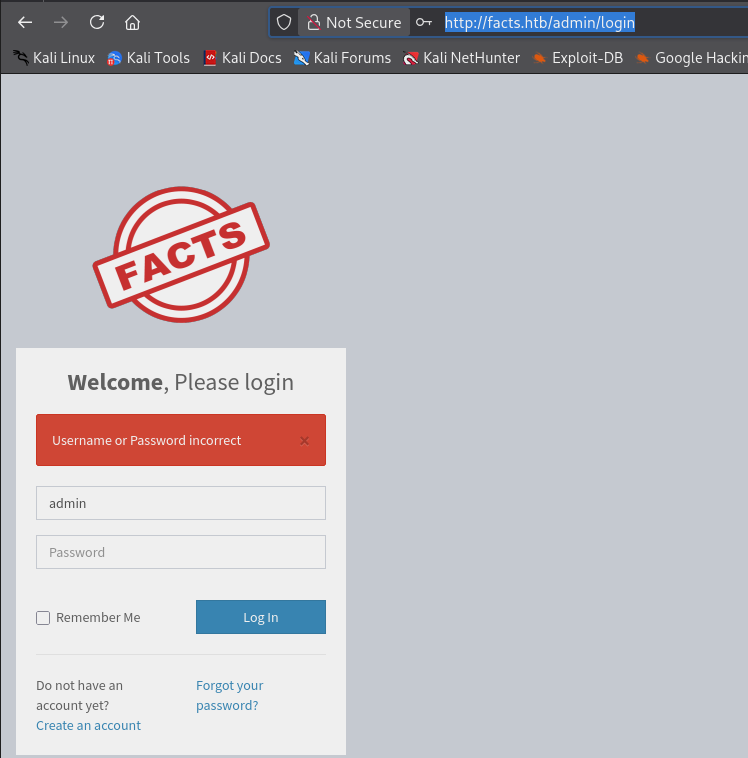 Not Secure http://facts.htb/admin/login
Kali Linux Kali Tools Kali Docs Kali Forums Kali NetHunter Exploit-DB Google Hackin
FACTS
Welcome, Please login
Username or Password incorrect ×
admin
Password
Remember Me Log In
Do not have an
account yet?
Create an account
Forgot your
password?